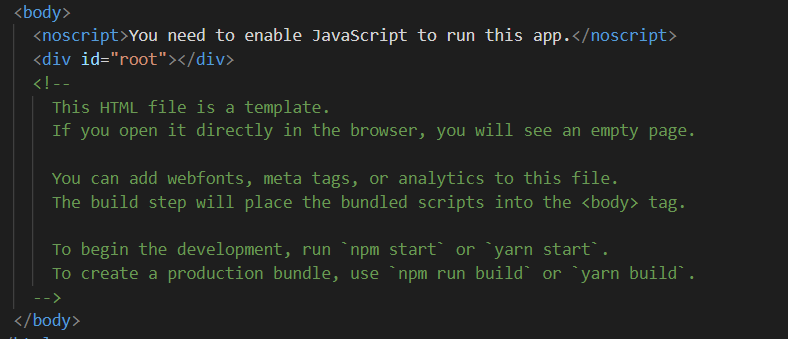 <body>
<noscript>You need to enable JavaScript to run this app.</noscript>
<div id="root"></div>
<!--
This HTML file is a template.
If you open it directly in the browser, you will see an empty page.
You can add webfonts, meta tags, or analytics to this file.
The build step will place the bundled scripts into the <body> tag.
To begin the development, run `npm start` or `yarn start`.
To create a production bundle, use `npm run build` or `yarn build`.
-->
</body>